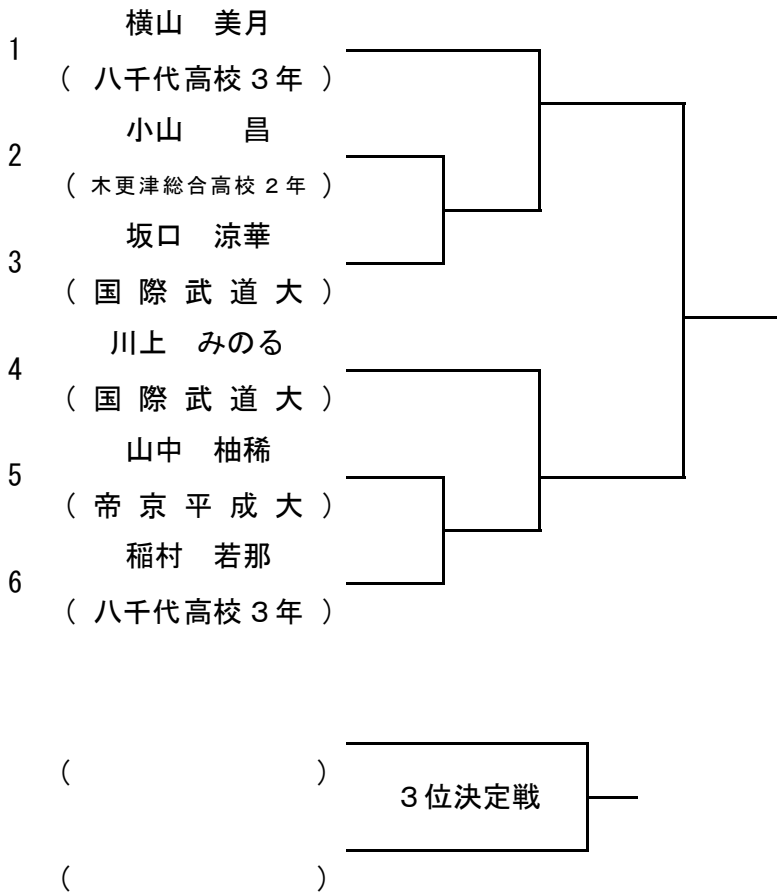 横山　美月
1
（ 八千代高校３年 ）
小山　　昌
2
（ 木更津総合高校２年 ）
坂口　涼華
3
（ 国 際 武 道 大 ）
川上　みのる
4
（ 国 際 武 道 大 ）
山中　柚稀
5
（ 帝 京 平 成 大 ）
稲村　若那
6
（ 八千代高校３年 ）
（　　　　　　　　）
３位決定戦
（　　　　　　　　）